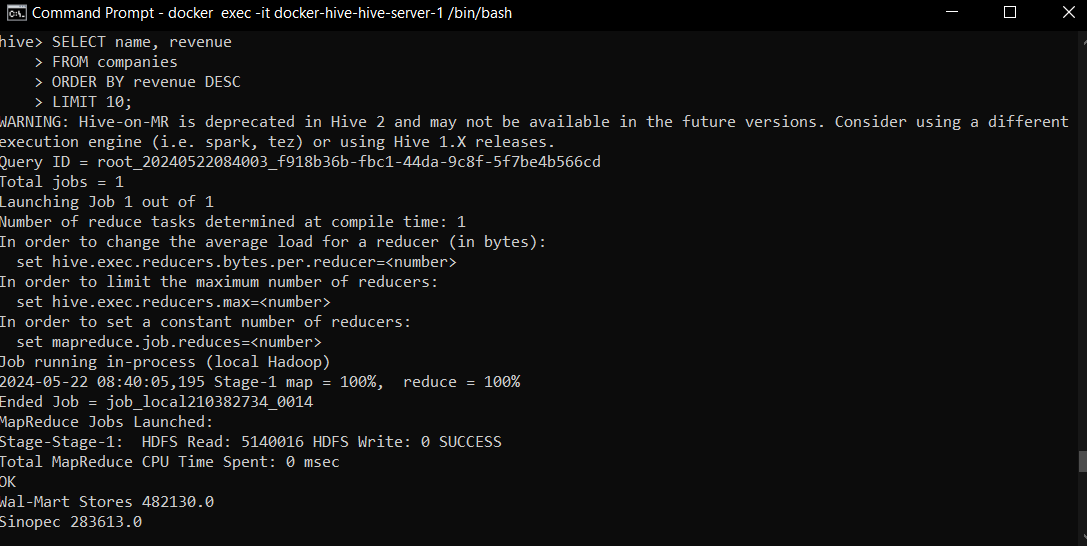 Command Prompt - docker  exec -it docker-hive-hive-server-1 /bin/bash
hive> SELECT name, revenue
    > FROM companies
    > ORDER BY revenue DESC
    > LIMIT 10;
WARNING: Hive-on-MR is deprecated in Hive 2 and may not be available in the future versions. Consider using a different
execution engine (i.e. spark, tez) or using Hive 1.X releases.
Query ID = root_20240522084003_f918b36b-fbc1-44da-9c8f-5f7be4b566cd
Total jobs = 1
Launching Job 1 out of 1
Number of reduce tasks determined at compile time: 1
In order to change the average load for a reducer (in bytes):
  set hive.exec.reducers.bytes.per.reducer=<number>
In order to limit the maximum number of reducers:
  set hive.exec.reducers.max=<number>
In order to set a constant number of reducers:
  set mapreduce.job.reduces=<number>
Job running in-process (local Hadoop)
2024-05-22 08:40:05,195 Stage-1 map = 100%,  reduce = 100%
Ended Job = job_local210382734_0014
MapReduce Jobs Launched:
Stage-Stage-1:  HDFS Read: 5140016 HDFS Write: 0 SUCCESS
Total MapReduce CPU Time Spent: 0 msec
OK
Wal-Mart Stores 482130.0
Sinopec 283613.0